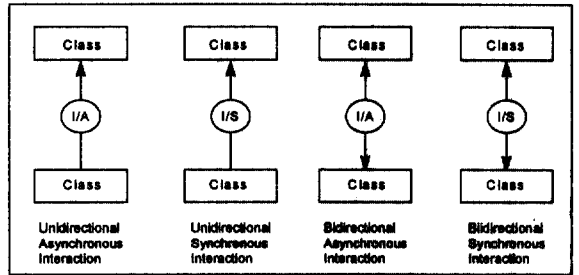 Class Class Class Class
I/A I/S I/A I/S
Class Class Class Class
Unidirectional Unidirectional Bidirectional Biidirectional
Asynchronous Synchronous Asynchronous Synchronous
Interaction Interaction Interaction Interaction